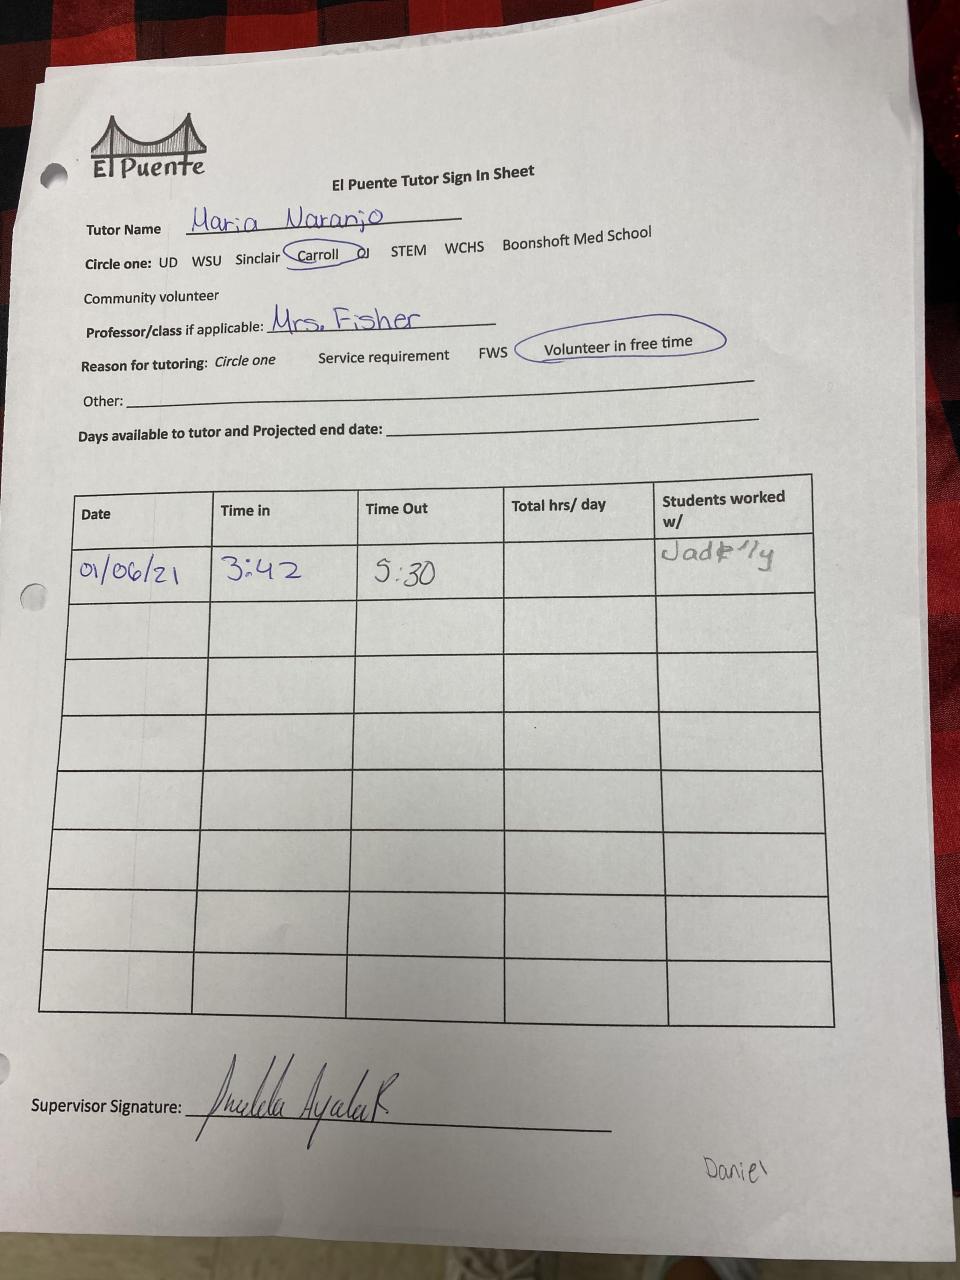 El Puente
El Puente Tutor Sign In Sheet
Tutor Name Maria Naranjo
Circle one: UD WSU Sinclair Carroll CJ STEM WCHS Boonshoft Med School
Community volunteer
Professor/class if applicable: Mrs. Fisher
Reason for tutoring: Circle one Service requirement FWS Volunteer in free time
Other:
Days available to tutor and Projected end date:
Date Time in Time Out Total hrs/ day Students worked
w/
01/06/21 3:42 5:30
Supervisor Signature: Ayala R
Daniel